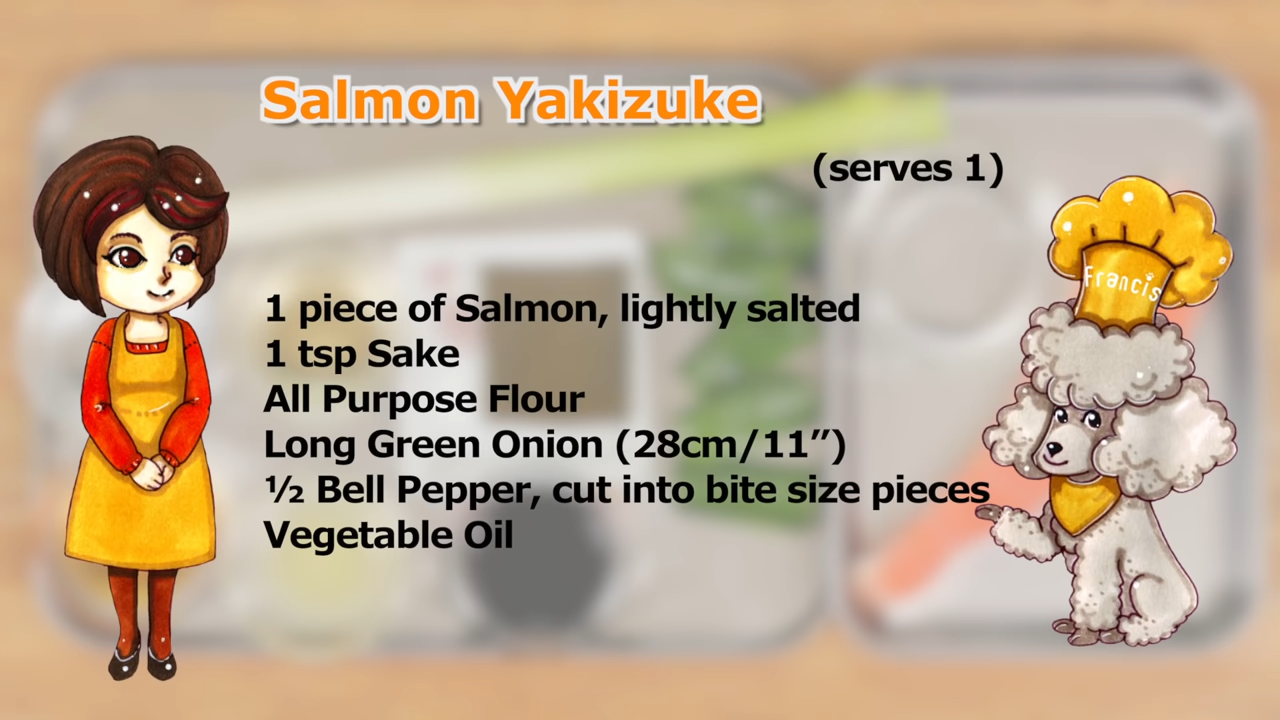 Salmon Yakizuke
(serves 1)
Francis
1 piece of Salmon, lightly salted
1 tsp Sake
All Purpose Flour
Long Green Onion (28cm/11”)
½ Bell Pepper, cut into bite size pieces
Vegetable Oil